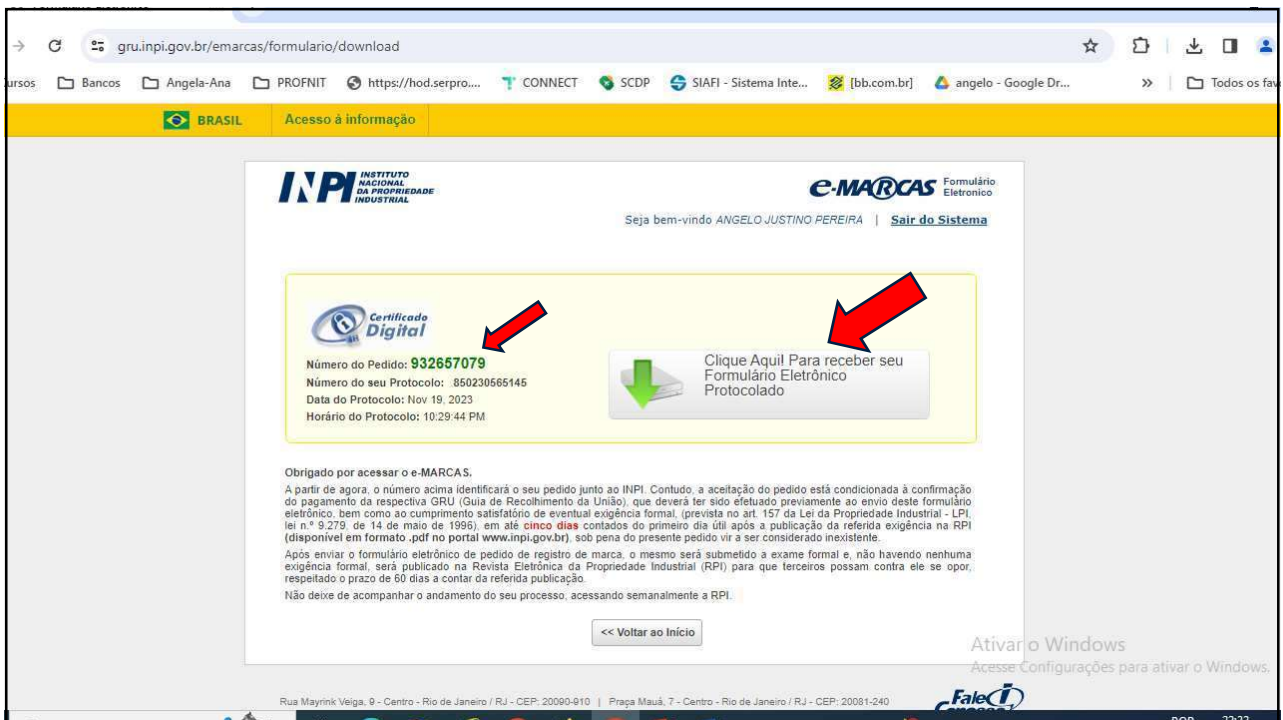 gru.inpi.gov.br/emarcas/formulario/download
ursos Bancos Angela-Ana PROFNIT https://hod.serpro.... CONNECT SCDP SIAFI - Sistema Inte... [bb.com.br] angelo - Google Dr... » Todos os fav
BRASIL Acesso à informação
INPI INSTITUTO
NACIONAL
DA PROPRIEDADE
INDUSTRIAL
e-MARCAS Formulário
Eletronico
Seja bem-vindo ANGELO JUSTINO PEREIRA | Sair do Sistema
Certificado
Digital
Número do Pedido: 932657079
Número do seu Protocolo: 850230565145
Data do Protocolo: Nov 19, 2023
Horário do Protocolo: 10:29:44 PM
Clique Aqui! Para receber seu
Formulário Eletrônico
Protocolado
Obrigado por acessar o e-MARCAS.
A partir de agora, o número acima identificará o seu pedido junto ao INPI. Contudo, a aceitação do pedido está condicionada à confirmação
do pagamento da respectiva GRU (Guia de Recolhimento da União), que deverá ter sido efetuado previamente ao envio deste formulário
eletrônico, bem como ao cumprimento satisfatório de eventual exigência formal, (prevista no art. 157 da Lei da Propriedade Industrial - LPI,
lei n.º 9.279, de 14 de maio de 1996), em até cinco dias contados do primeiro dia útil após a publicação da referida exigência na RPI
(disponível em formato .pdf no portal www.inpi.gov.br), sob pena do presente pedido vir a ser considerado inexistente.
Após enviar o formulário eletrônico de pedido de registro de marca, o mesmo será submetido a exame formal e, não havendo nenhuma
exigência formal, será publicado na Revista Eletrônica da Propriedade Industrial (RPI) para que terceiros possam contra ele se opor,
respeitado o prazo de 60 dias a contar da referida publicação.
Não deixe de acompanhar o andamento do seu processo, acessando semanalmente a RPI.
<< Voltar ao Início
Ativar o Windows
Acesse Configurações para ativar o Windows.
Rua Mayrink Veiga, 9 - Centro - Rio de Janeiro / RJ - CEP: 20090-910 | Praça Mauá, 7 - Centro - Rio de Janeiro / RJ - CEP: 20081-240
Fale
Conosco